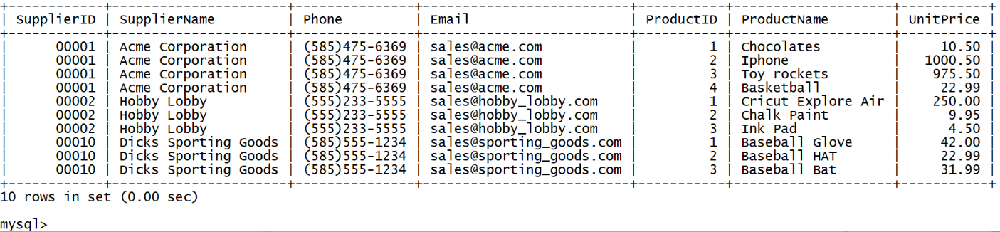 +------------+----------------------+---------------+--------------------------+-----------+--------------------+-----------+
| SupplierID | SupplierName         | Phone         | Email                    | ProductID | ProductName        | UnitPrice |
+------------+----------------------+---------------+--------------------------+-----------+--------------------+-----------+
|      00001 | Acme Corporation     | (585)475-6369 | sales@acme.com           |         1 | Chocolates         |     10.50 |
|      00001 | Acme Corporation     | (585)475-6369 | sales@acme.com           |         2 | Iphone             |   1000.50 |
|      00001 | Acme Corporation     | (585)475-6369 | sales@acme.com           |         3 | Toy rockets        |    975.50 |
|      00001 | Acme Corporation     | (585)475-6369 | sales@acme.com           |         4 | Basketball         |     22.99 |
|      00002 | Hobby Lobby          | (555)233-5555 | sales@hobby_lobby.com    |         1 | Cricut Explore Air |    250.00 |
|      00002 | Hobby Lobby          | (555)233-5555 | sales@hobby_lobby.com    |         2 | Chalk Paint        |      9.95 |
|      00002 | Hobby Lobby          | (555)233-5555 | sales@hobby_lobby.com    |         3 | Ink Pad            |      4.50 |
|      00010 | Dicks Sporting Goods | (585)555-1234 | sales@sporting_goods.com |         1 | Baseball Glove     |     42.00 |
|      00010 | Dicks Sporting Goods | (585)555-1234 | sales@sporting_goods.com |         2 | Baseball HAT       |     22.99 |
|      00010 | Dicks Sporting Goods | (585)555-1234 | sales@sporting_goods.com |         3 | Baseball Bat       |     31.99 |
+------------+----------------------+---------------+--------------------------+-----------+--------------------+-----------+
10 rows in set (0.00 sec)
mysql>